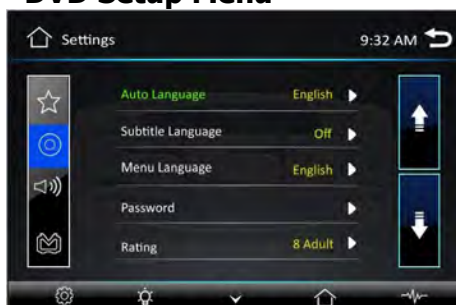 DVD Setup Menu
Settings 9:32 AM
Auto Language English
Subtitle Language Off
Menu Language English
Password
Rating 8 Adult